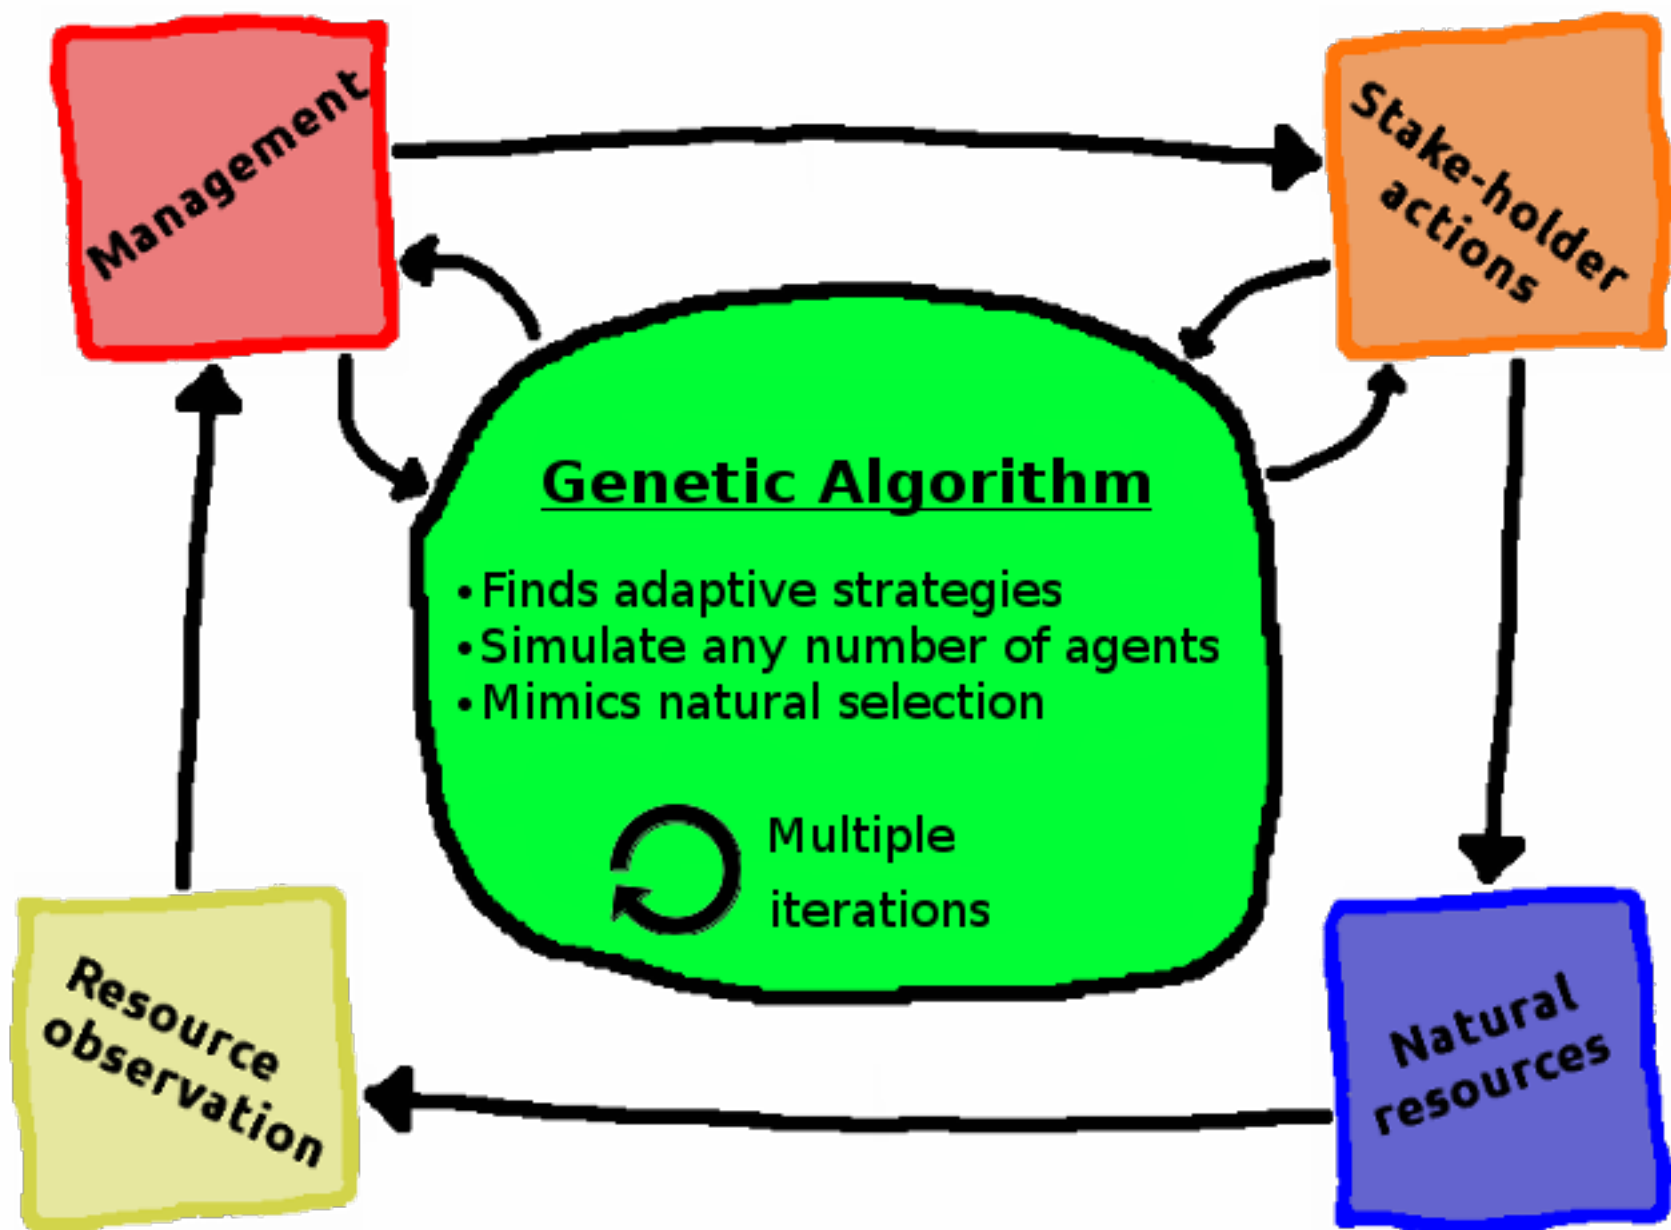 Management
Stake-holder
actions
Genetic Algorithm
•Finds adaptive strategies
•Simulate any number of agents
•Mimics natural selection
Multiple
iterations
Resource
observation
Natural
resources